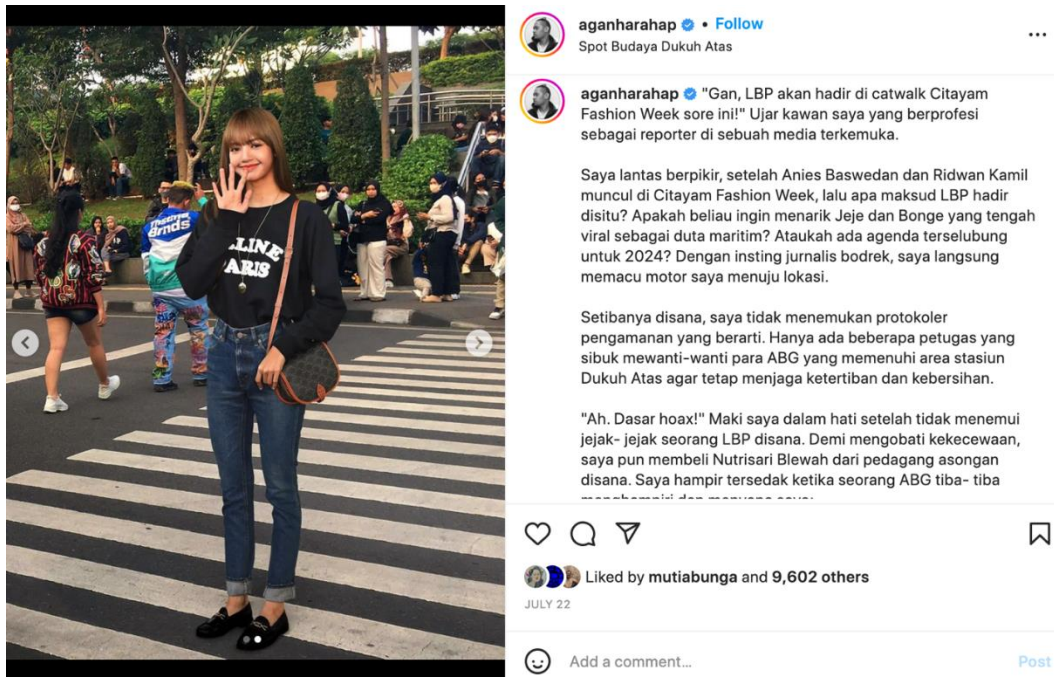 aganharahap • Follow
Spot Budaya Dukuh Atas
aganharahap "Gan, LBP akan hadir di catwalk Citayam
Fashion Week sore ini!" Ujar kawan saya yang berprofesi
sebagai reporter di sebuah media terkemuka.
Saya lantas berpikir, setelah Anies Baswedan dan Ridwan Kamil
muncul di Citayam Fashion Week, lalu apa maksud LBP hadir
disitu? Apakah beliau ingin menarik Jeje dan Bonge yang tengah
viral sebagai duta maritim? Ataukah ada agenda terselubung
untuk 2024? Dengan insting jurnalis bodrek, saya langsung
memacu motor saya menuju lokasi.
Setibanya disana, saya tidak menemukan protokoler
pengamanan yang berarti. Hanya ada beberapa petugas yang
sibuk mewanti-wanti para ABG yang memenuhi area stasiun
Dukuh Atas agar tetap menjaga ketertiban dan kebersihan.
"Ah. Dasar hoax!" Maki saya dalam hati setelah tidak menemui
jejak- jejak seorang LBP disana. Demi mengobati kekecewaan,
saya pun membeli Nutrisari Blewah dari pedagang asongan
disana. Saya hampir tersedak ketika seorang ABG tiba- tiba
Liked by mutiabunga and 9,602 others
JULY 22
Add a comment... Post
LINE
PARIS